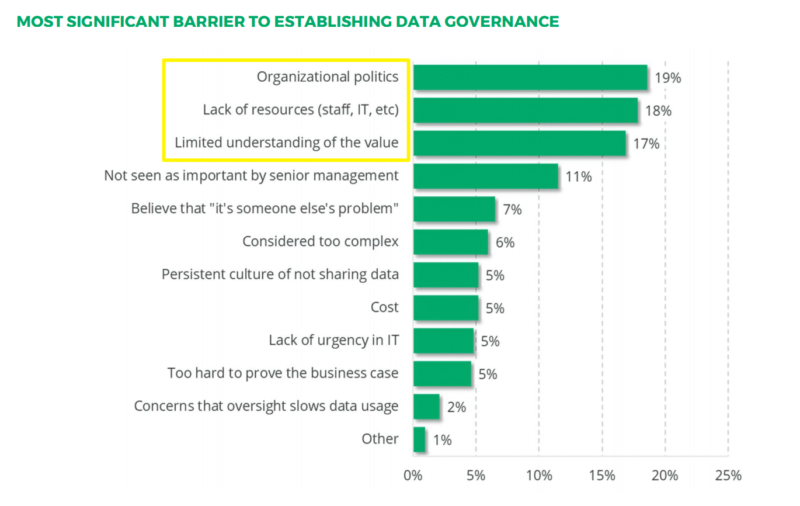 MOST SIGNIFICANT BARRIER TO ESTABLISHING DATA GOVERNANCE
Organizational politics 19%
Lack of resources (staff, IT, etc) 18%
Limited understanding of the value 17%
Not seen as important by senior management 11%
Believe that "it's someone else's problem" 7%
Considered too complex 6%
Persistent culture of not sharing data 5%
Cost 5%
Lack of urgency in IT 5%
Too hard to prove the business case 5%
Concerns that oversight slows data usage 2%
Other 1%
0% 5% 10% 15% 20% 25%